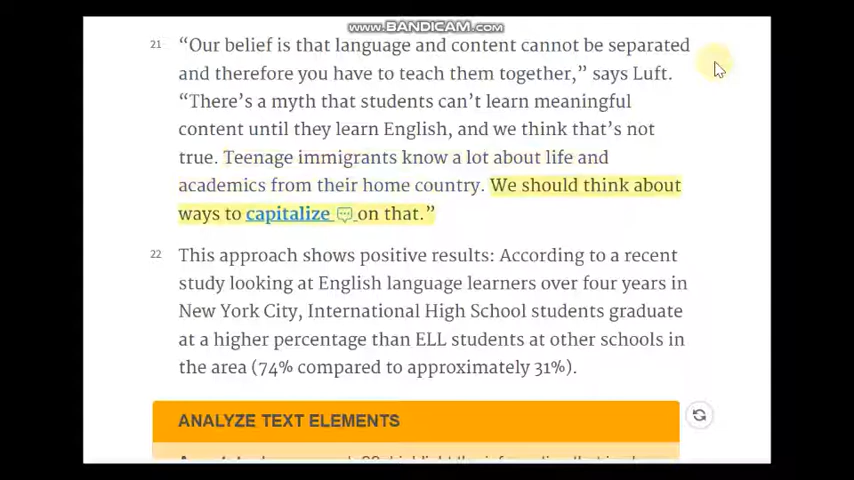 www.BANDICAM.com
21 “Our belief is that language and content cannot be separated
and therefore you have to teach them together,” says Luft.
“There’s a myth that students can’t learn meaningful
content until they learn English, and we think that’s not
true. Teenage immigrants know a lot about life and
academics from their home country. We should think about
ways to capitalize on that.”
22 This approach shows positive results: According to a recent
study looking at English language learners over four years in
New York City, International High School students graduate
at a higher percentage than ELL students at other schools in
the area (74% compared to approximately 31%).
ANALYZE TEXT ELEMENTS